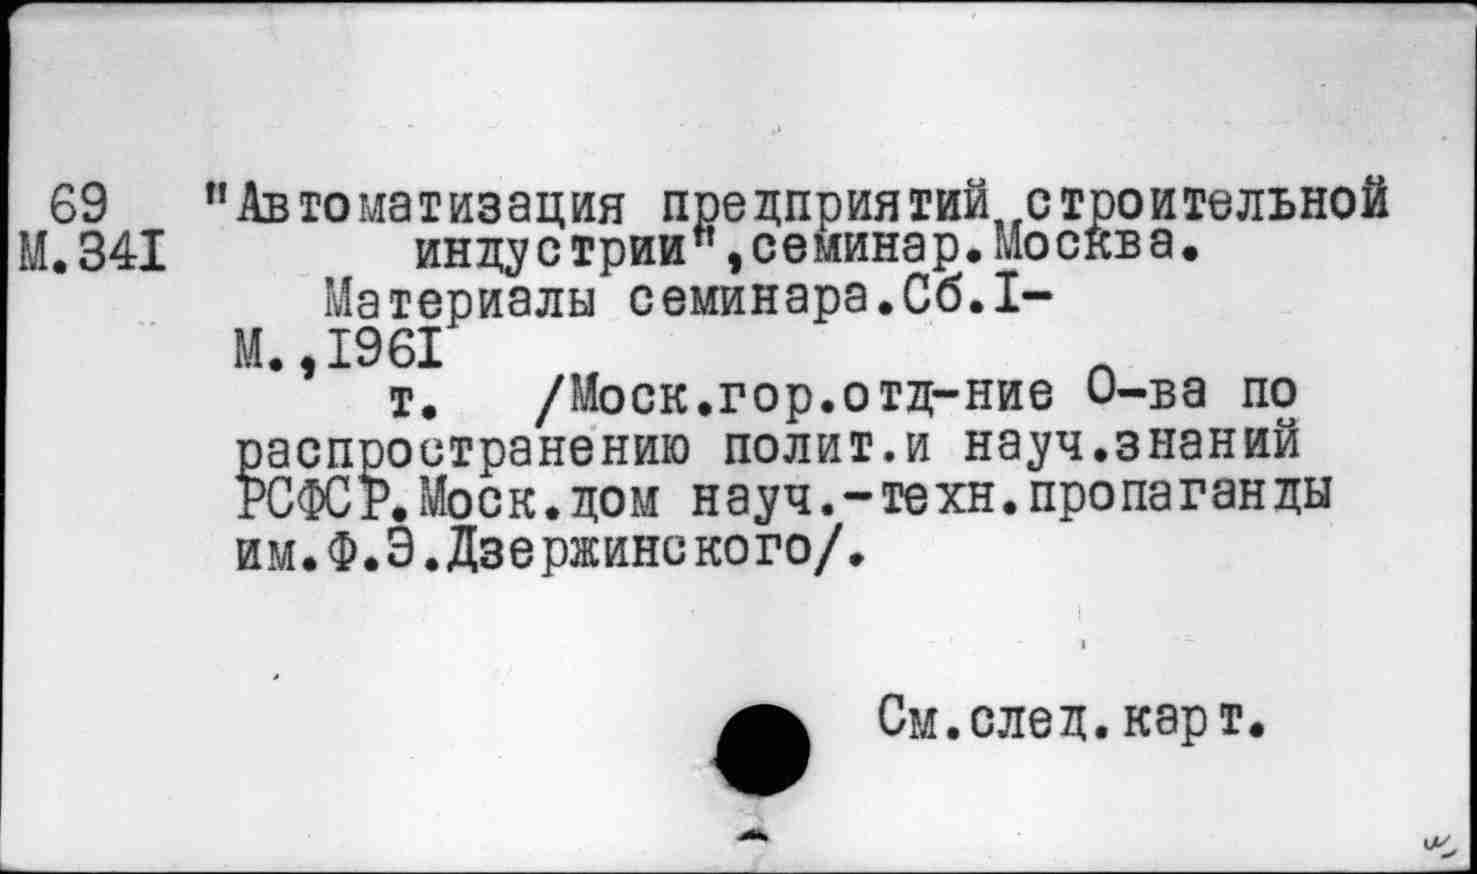 69 "Автоматизация предприятий строительной
М.341 индустрии",семинар.Москва.
Материалы семинара.Сб.I-
М.,1961
т. /Моск.гор.отд-ние О-ва по
распространению полит.и науч.знаний
РСФСР.Моск.дом науч.-техн.пропаганды
им.Ф.Э.Дзержинского/.
См.след.карт.